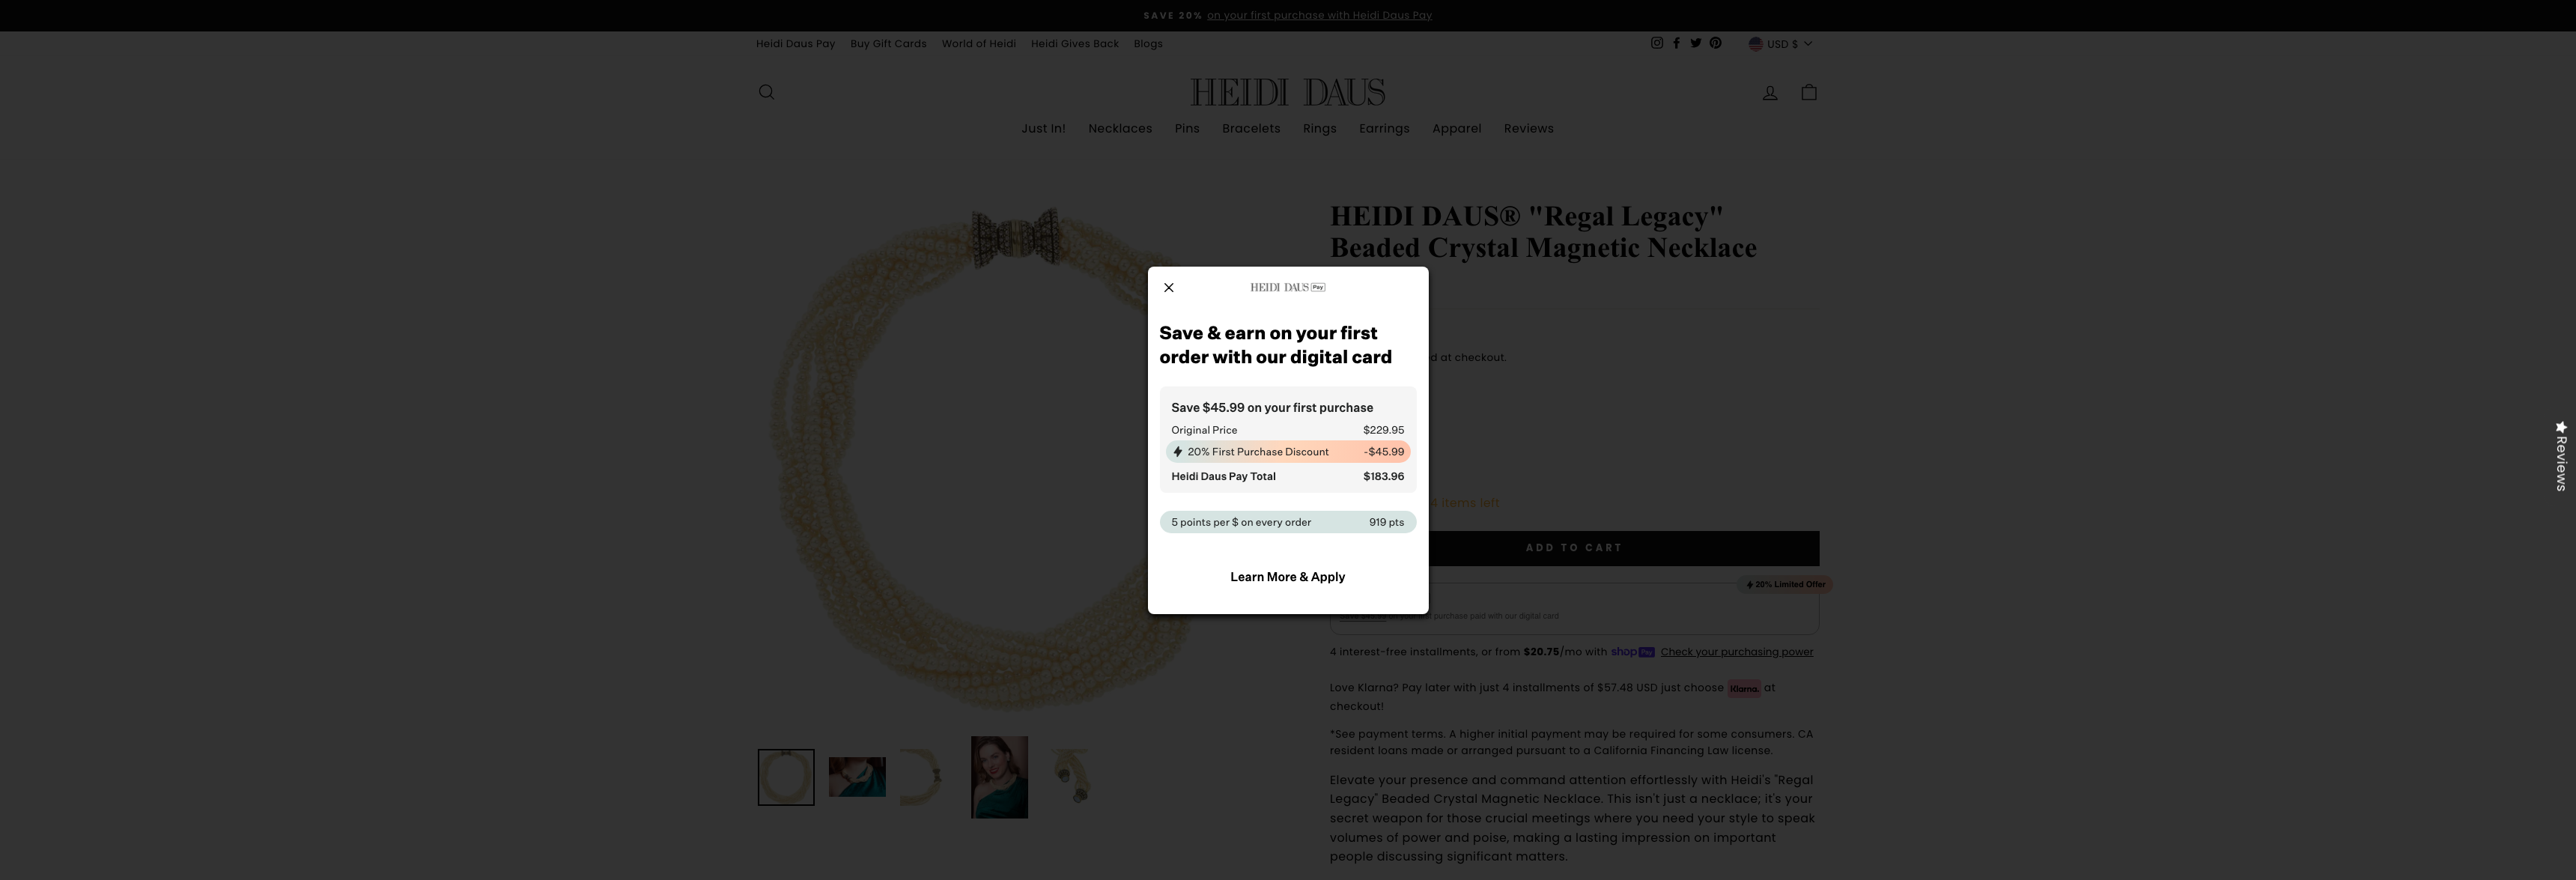 SAVE 20% on your first purchase with Heidi Daus Pay
Heidi Daus Pay Buy Gift Cards World of Heidi Heidi Gives Back Blogs
USD $
HEIDI DAUS
Just In! Necklaces Pins Bracelets Rings Earrings Apparel Reviews
HEIDI DAUS® "Regal Legacy"
Beaded Crystal Magnetic Necklace
HEIDI DAUS Pay
Save & earn on your first
order with our digital card
Save $45.99 on your first purchase
Original Price $229.95
20% First Purchase Discount -$45.99
Heidi Daus Pay Total $183.96
5 points per $ on every order 919 pts
Learn More & Apply
at checkout.
4 items left
ADD TO CART
20% Limited Offer
purchase paid with our digital card
4 interest-free installments, or from $20.75/mo with shop Pay Check your purchasing power
Love Klarna? Pay later with just 4 installments of $57.48 USD just choose Klarna. at
checkout!
*See payment terms. A higher initial payment may be required for some consumers. CA
resident loans made or arranged pursuant to a California Financing Law license.
Elevate your presence and command attention effortlessly with Heidi's "Regal
Legacy" Beaded Crystal Magnetic Necklace. This isn't just a necklace; it's your
secret weapon for those crucial meetings where you need your style to speak
volumes of power and poise, making a lasting impression on important
people discussing significant matters.
Reviews